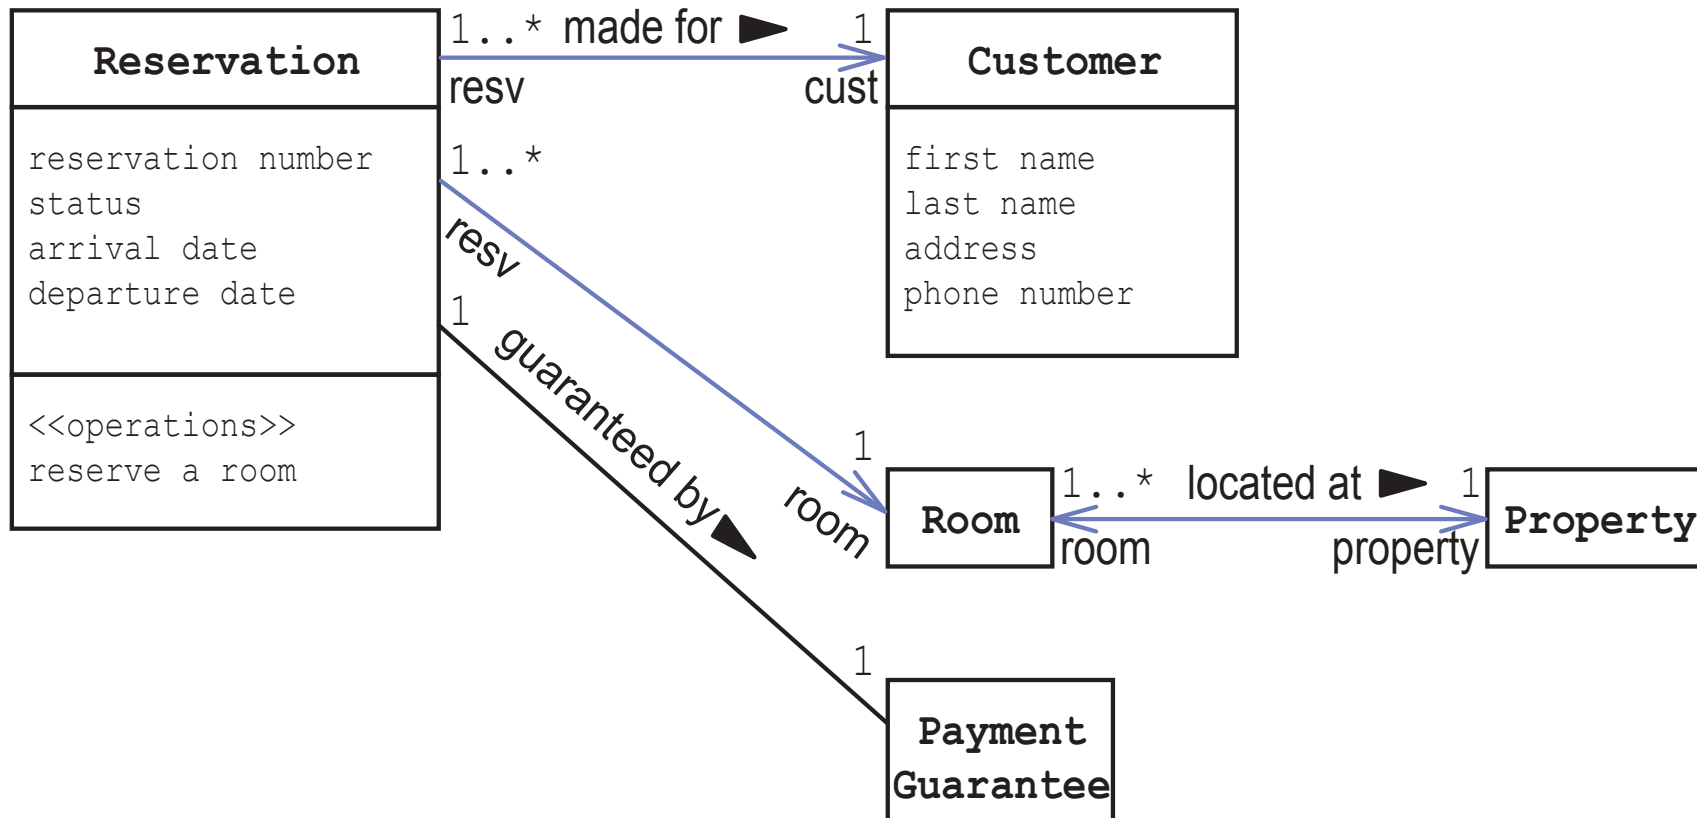 Reservation
reservation number
status
arrival date
departure date
<<operations>>
reserve a room
1..* made for 1
resv cust
Customer
first name
last name
address
phone number
1..*
resv
1
room
1
guaranteed by
1
Room
1..* located at 1
room property
Property
Payment
Guarantee